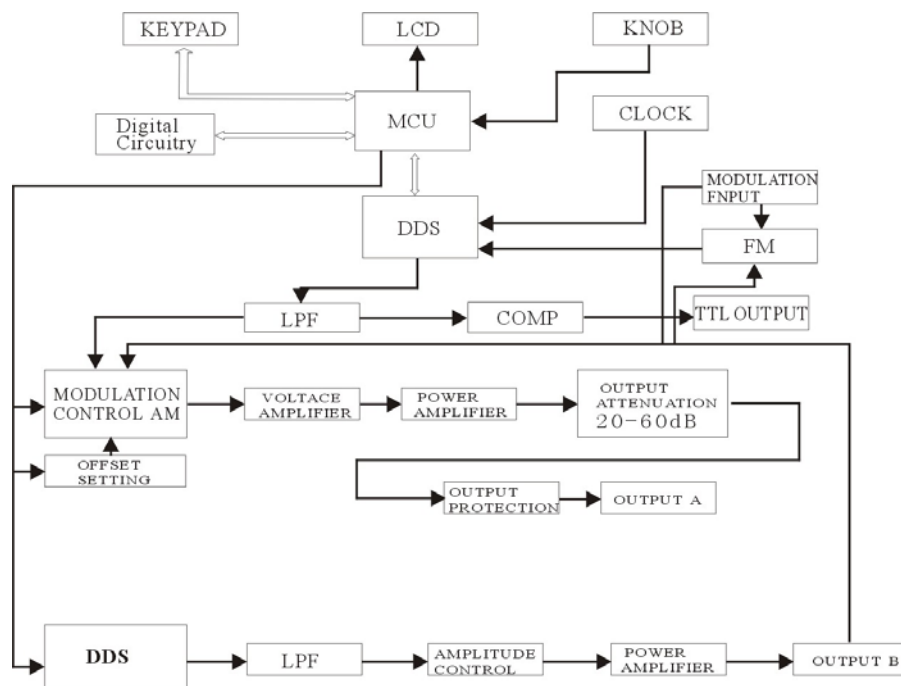 KEYPAD
LCD
KNOB
MCU
CLOCK
Digital
Circuitry
MODULATION
FNPUT
DDS
FM
LPF
COMP
TTL OUTPUT
MODULATION
CONTROL AM
VOLTACE
AMPLIFIER
POWER
AMPLIFIER
OUTPUT
ATTENUATION
20-60dB
OFFSET
SETTING
OUTPUT
PROTECTION
OUTPUT A
DDS
LPF
AMPLITUDE
CONTROL
POWER
AMPLIFIER
OUTPUT B